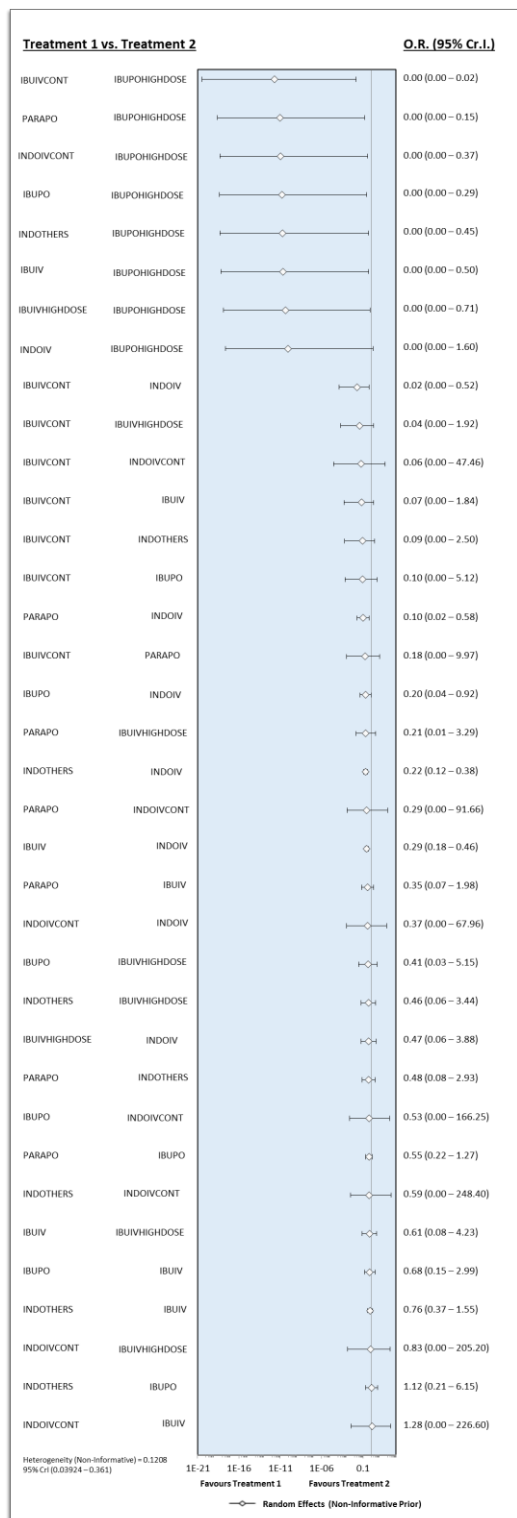 Treatment 1 vs. Treatment 2 O.R. (95% Cr.I.)
IBUIVCONT IBUPOHIGHDOSE 0.00 (0.00 – 0.02)
PARAPO IBUPOHIGHDOSE 0.00 (0.00 – 0.15)
INDOIVCONT IBUPOHIGHDOSE 0.00 (0.00 – 0.37)
IBUPO IBUPOHIGHDOSE 0.00 (0.00 – 0.29)
INDOTHERS IBUPOHIGHDOSE 0.00 (0.00 – 0.45)
IBUIV IBUPOHIGHDOSE 0.00 (0.00 – 0.50)
IBUIVHIGHDOSE IBUPOHIGHDOSE 0.00 (0.00 – 0.71)
INDOIV IBUPOHIGHDOSE 0.00 (0.00 – 1.60)
IBUIVCONT INDOIV 0.02 (0.00 – 0.52)
IBUIVCONT IBUIVHIGHDOSE 0.04 (0.00 – 1.92)
IBUIVCONT INDOIVCONT 0.06 (0.00 – 47.46)
IBUIVCONT IBUIV 0.07 (0.00 – 1.84)
IBUIVCONT INDOTHERS 0.09 (0.00 – 2.50)
IBUIVCONT IBUPO 0.10 (0.00 – 5.12)
PARAPO INDOIV 0.10 (0.02 – 0.58)
IBUIVCONT PARAPO 0.18 (0.00 – 9.97)
IBUPO INDOIV 0.20 (0.04 – 0.92)
PARAPO IBUIVHIGHDOSE 0.21 (0.01 – 3.29)
INDOTHERS INDOIV 0.22 (0.12 – 0.38)
PARAPO INDOIVCONT 0.29 (0.00 – 91.66)
IBUIV INDOIV 0.29 (0.18 – 0.46)
PARAPO IBUIV 0.35 (0.07 – 1.98)
INDOIVCONT INDOIV 0.37 (0.00 – 67.96)
IBUPO IBUIVHIGHDOSE 0.41 (0.03 – 5.15)
INDOTHERS IBUIVHIGHDOSE 0.46 (0.06 – 3.44)
IBUIVHIGHDOSE INDOIV 0.47 (0.06 – 3.88)
PARAPO INDOTHERS 0.48 (0.08 – 2.93)
IBUPO INDOIVCONT 0.53 (0.00 – 166.25)
PARAPO IBUPO 0.55 (0.22 – 1.27)
INDOTHERS INDOIVCONT 0.59 (0.00 – 248.40)
IBUIV IBUIVHIGHDOSE 0.61 (0.08 – 4.23)
IBUPO IBUIV 0.68 (0.15 – 2.99)
INDOTHERS IBUIV 0.76 (0.37 – 1.55)
INDOIVCONT IBUIVHIGHDOSE 0.83 (0.00 – 205.20)
INDOTHERS IBUPO 1.12 (0.21 – 6.15)
INDOIVCONT IBUIV 1.28 (0.00 – 226.60)
Heterogeneity (Non-Informative) = 0.1208
95% CrI (0.03924 – 0.361)
1E-21 1E-16 1E-11 1E-06 0.1
Favours Treatment 1 Favours Treatment 2
Random Effects (Non-Informative Prior)